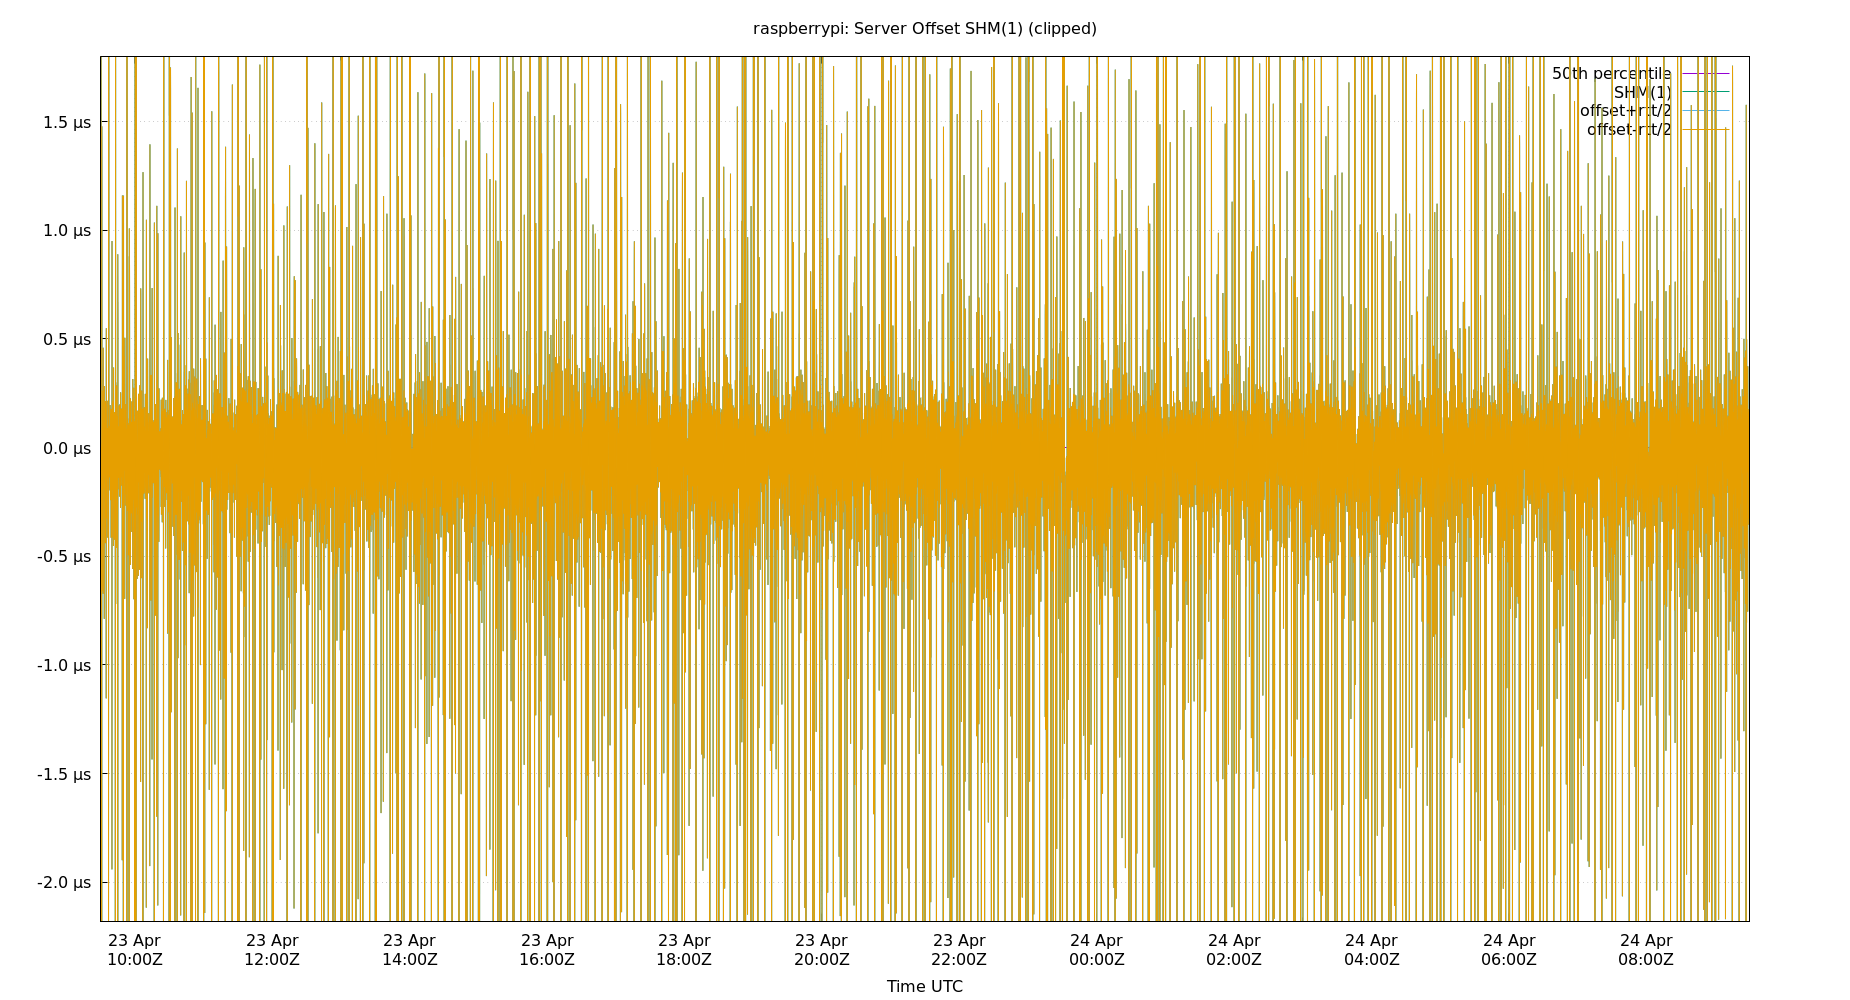 raspberrypi: Server Offset SHM(1) (clipped)
50th percentile
SHM(1)
offset+rtt/2
offset-rtt/2
1.5 µs
1.0 µs
0.5 µs
0.0 µs
-0.5 µs
-1.0 µs
-1.5 µs
-2.0 µs
23 Apr 23 Apr 23 Apr 23 Apr 23 Apr 23 Apr 23 Apr 24 Apr 24 Apr 24 Apr 24 Apr 24 Apr
10:00Z 12:00Z 14:00Z 16:00Z 18:00Z 20:00Z 22:00Z 00:00Z 02:00Z 04:00Z 06:00Z 08:00Z
Time UTC